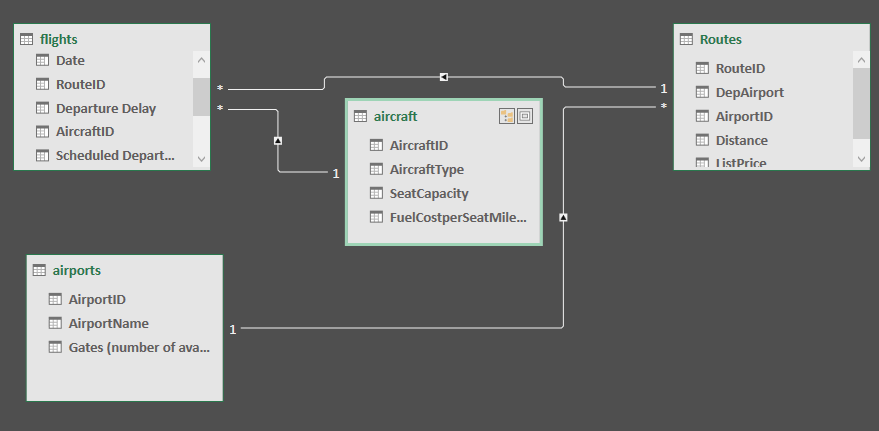 flights
Date
RouteID
Departure Delay
AircraftID
Scheduled Depart...
*
*
1
aircraft
AircraftID
AircraftType
SeatCapacity
FuelCostperSeatMile...
1
*
Routes
RouteID
DepAirport
AirportID
Distance
ListPrice
airports
AirportID
AirportName
Gates (number of ava...
1